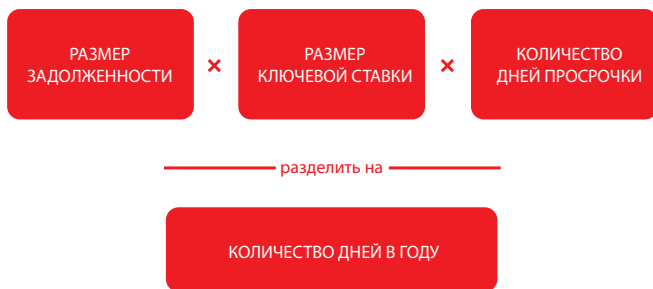 РАЗМЕР
ЗАДОЛЖЕННОСТИ
×
РАЗМЕР
КЛЮЧЕВОЙ СТАВКИ
×
КОЛИЧЕСТВО
ДНЕЙ ПРОСРОЧКИ
разделить на
КОЛИЧЕСТВО ДНЕЙ В ГОДУ